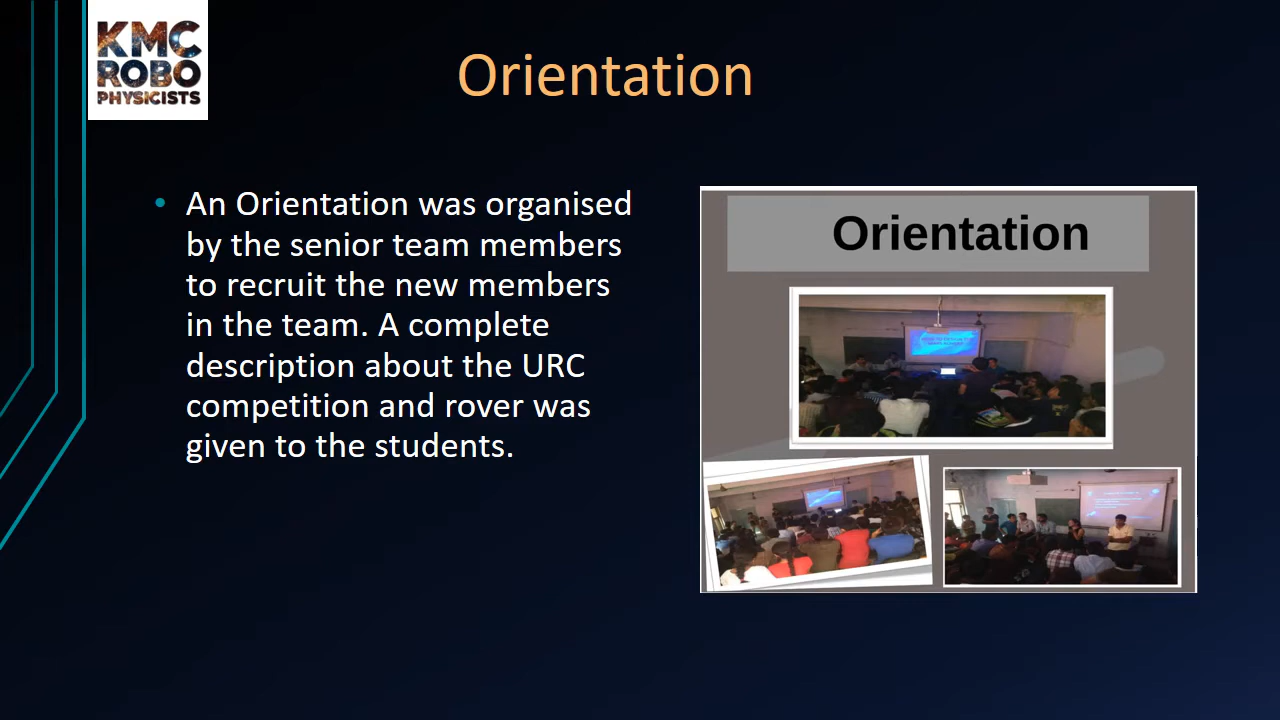 KMC
ROBO
PHYSICISTS
Orientation
• An Orientation was organised
by the senior team members
to recruit the new members
in the team. A complete
description about the URC
competition and rover was
given to the students.
Orientation